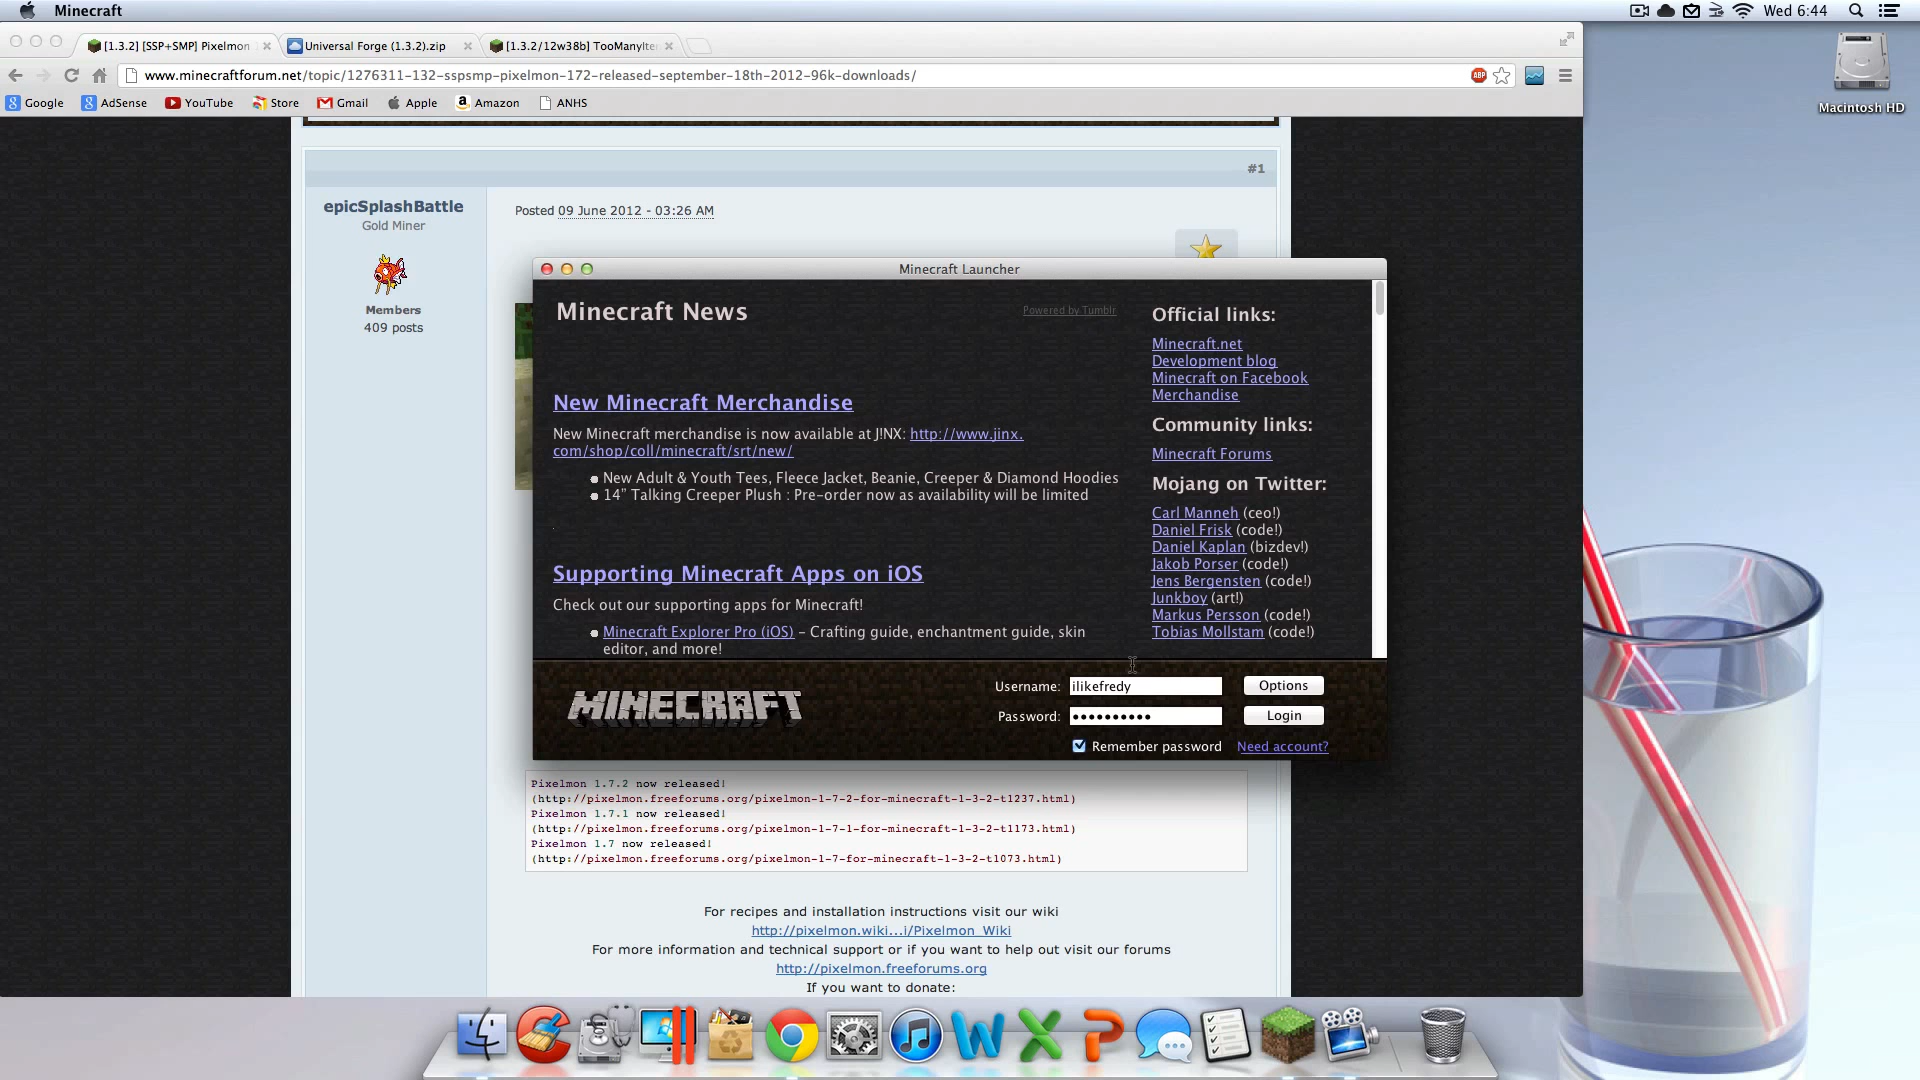 Minecraft
Wed 6:44
[1.3.2] [SSP+SMP] Pixelmon
Universal Forge (1.3.2).zip
[1.3.2/12w38b] TooManyIte
www.minecraftforum.net/topic/1276311-132-sspsmp-pixelmon-172-released-september-18th-2012-96k-downloads/
ABP
Google
AdSense
YouTube
Store
Gmail
Apple
Amazon
ANHS
Macintosh HD
#1
epicSplashBattle
Gold Miner
Members
409 posts
Posted 09 June 2012 - 03:26 AM
Minecraft Launcher
Minecraft News
Powered by Tumblr
New Minecraft Merchandise
New Minecraft merchandise is now available at J!NX: http://www.jinx.
com/shop/coll/minecraft/srt/new/
New Adult & Youth Tees, Fleece Jacket, Beanie, Creeper & Diamond Hoodies
14” Talking Creeper Plush : Pre-order now as availability will be limited
Supporting Minecraft Apps on iOS
Check out our supporting apps for Minecraft!
Minecraft Explorer Pro (iOS) – Crafting guide, enchantment guide, skin
editor, and more!
Official links:
Minecraft.net
Development blog
Minecraft on Facebook
Merchandise
Community links:
Minecraft Forums
Mojang on Twitter:
Carl Manneh (ceo!)
Daniel Frisk (code!)
Daniel Kaplan (bizdev!)
Jakob Porser (code!)
Jens Bergensten (code!)
Junkboy (art!)
Markus Persson (code!)
Tobias Mollstam (code!)
MINECRAFT
Username: ilikefredy
Options
Password: ••••••••••
Login
Remember password
Need account?
Pixelmon 1.7.2 now released!
(http://pixelmon.freeforums.org/pixelmon-1-7-2-for-minecraft-1-3-2-t1237.html)
Pixelmon 1.7.1 now released!
(http://pixelmon.freeforums.org/pixelmon-1-7-1-for-minecraft-1-3-2-t1173.html)
Pixelmon 1.7 now released!
(http://pixelmon.freeforums.org/pixelmon-1-7-for-minecraft-1-3-2-t1073.html)
For recipes and installation instructions visit our wiki
http://pixelmon.wiki...i/Pixelmon_Wiki
For more information and technical support or if you want to help out visit our forums
http://pixelmon.freeforums.org
If you want to donate: